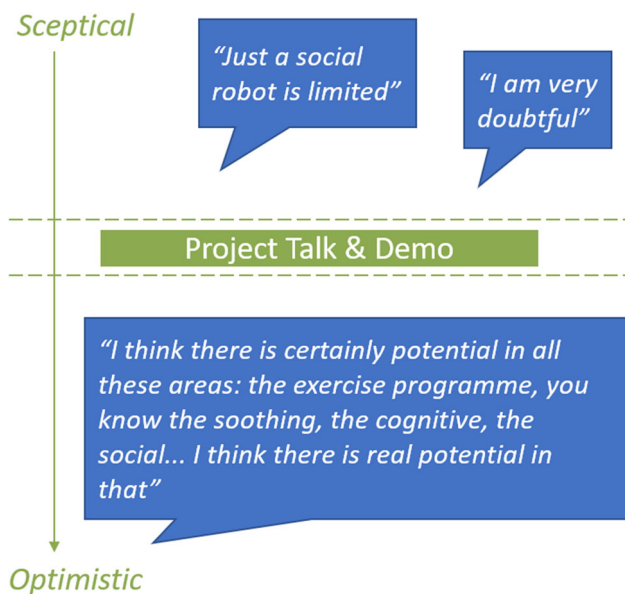 Sceptical
“Just a social
robot is limited”
“I am very
doubtful”
Project Talk & Demo
“I think there is certainly potential in all
these areas: the exercise programme, you
know the soothing, the cognitive, the
social... I think there is real potential in
that”
Optimistic